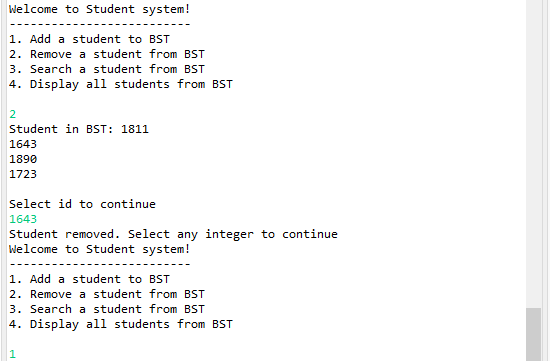 Welcome to Student system!
--------------------------
1. Add a student to BST
2. Remove a student from BST
3. Search a student from BST
4. Display all students from BST
2
Student in BST: 1811
1643
1890
1723
Select id to continue
1643
Student removed. Select any integer to continue
Welcome to Student system!
--------------------------
1. Add a student to BST
2. Remove a student from BST
3. Search a student from BST
4. Display all students from BST
1